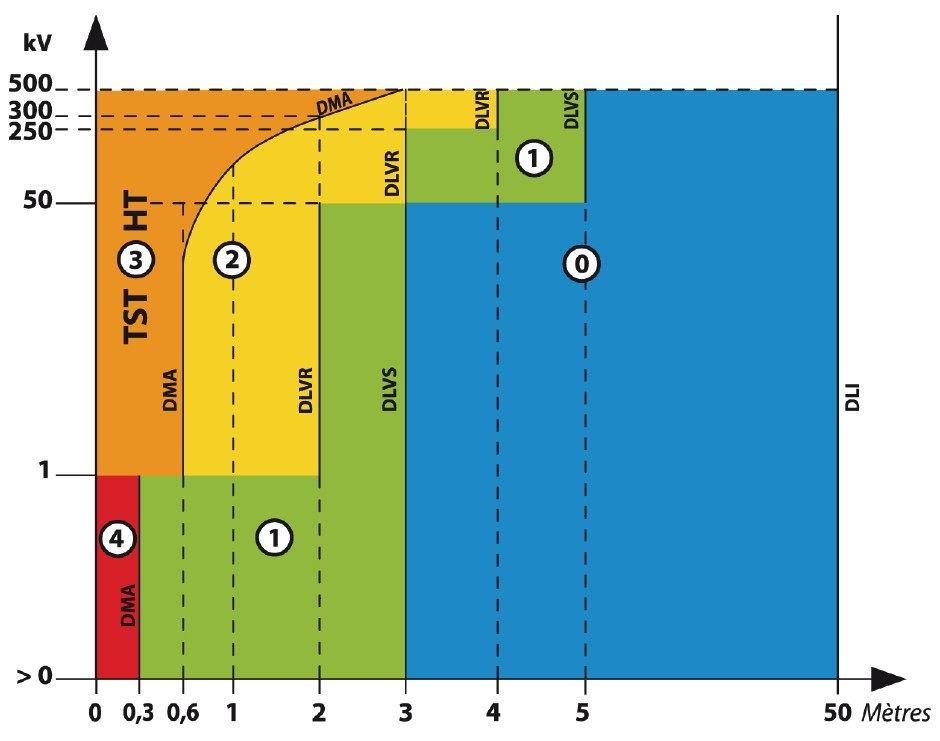 kV
500
300
250
50
1
> 0
DMA
DLVR
DLVS
1
DLVR
TST HT
3
2
0
DMA
DLVR
DLVS
DLI
4
1
DMA
0 0,3 0,6 1 2 3 4 5 50 Mètres